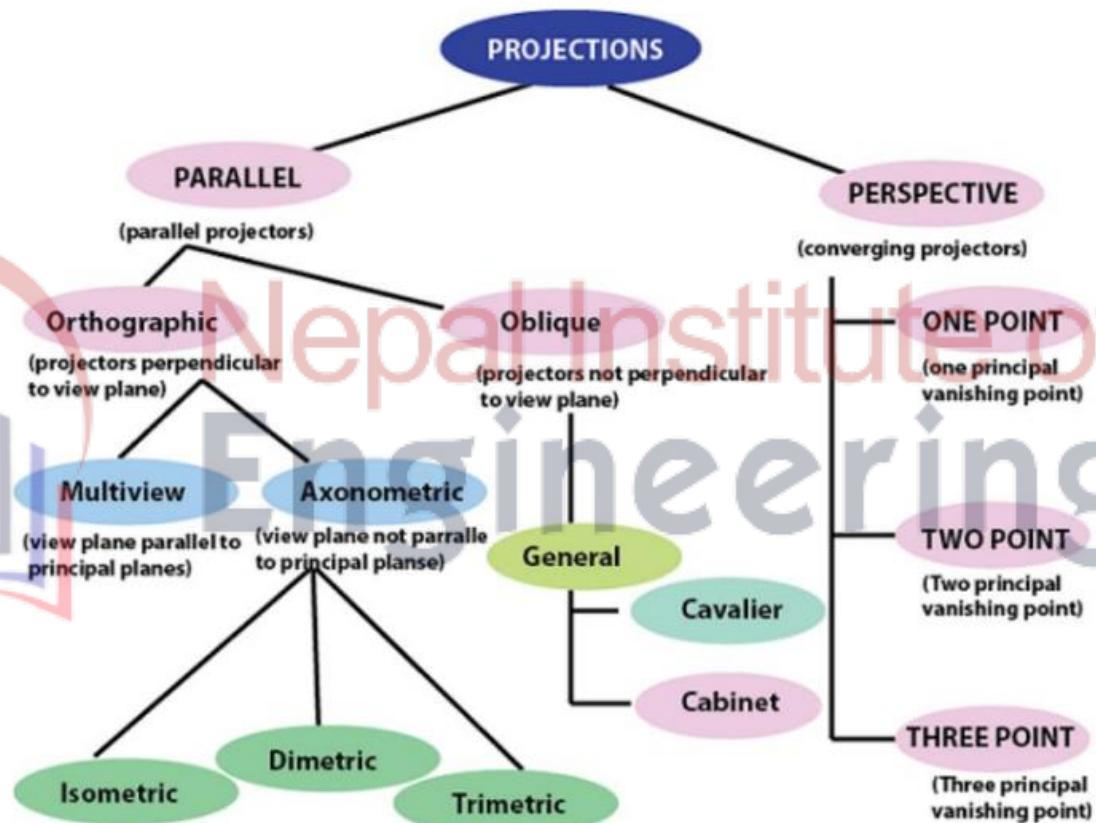 PROJECTIONS
PARALLEL
(parallel projectors)
PERSPECTIVE
(converging projectors)
Orthographic
(projectors perpendicular
to view plane)
Oblique
(projectors not perpendicular
to view plane)
ONE POINT
(one principal
vanishing point)
Nepal Institute o
Engineering
Multiview
(view plane parallel to
principal planes)
Axonometric
(view plane not parralle
to principal planse)
General
Cavalier
Cabinet
TWO POINT
(Two principal
vanishing point)
Isometric
Dimetric
Trimetric
THREE POINT
(Three principal
vanishing point)